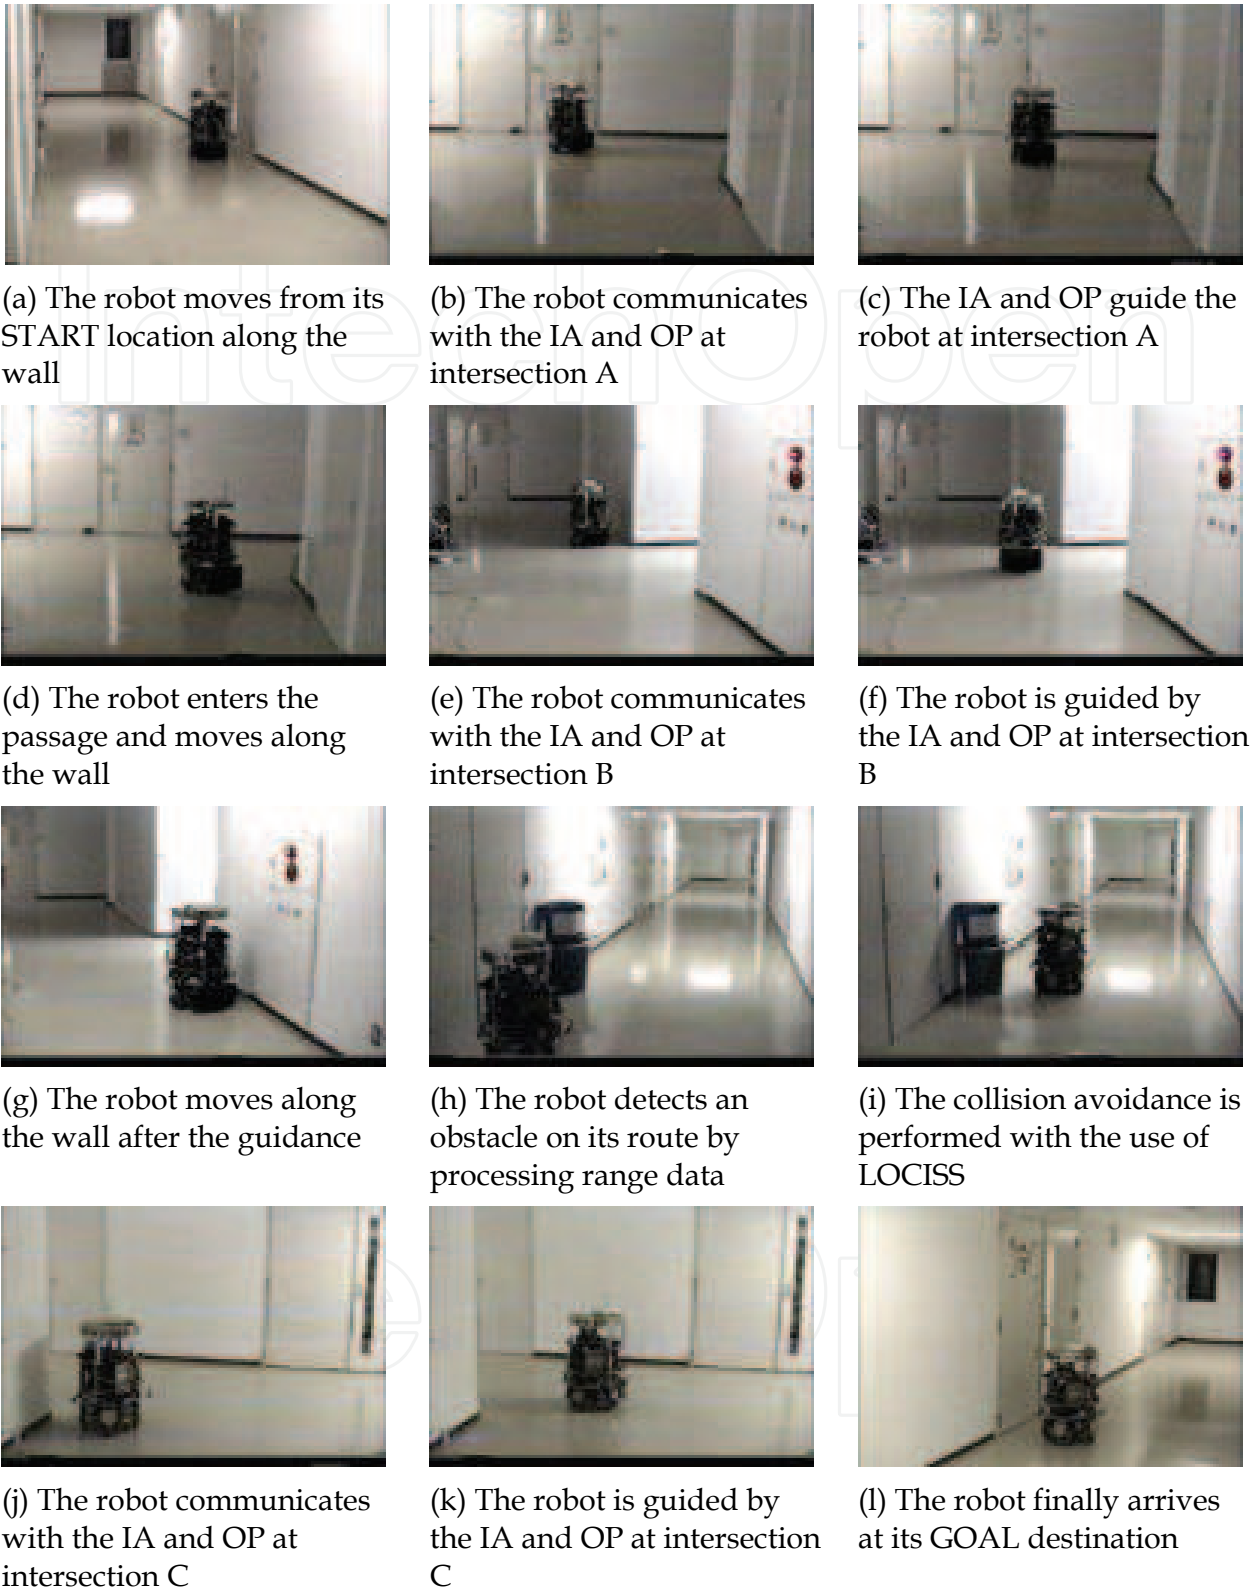 (a) The robot moves from its
START location along the
wall
(b) The robot communicates
with the IA and OP at
intersection A
(c) The IA and OP guide the
robot at intersection A
(d) The robot enters the
passage and moves along
the wall
(e) The robot communicates
with the IA and OP at
intersection B
(f) The robot is guided by
the IA and OP at intersection
B
(g) The robot moves along
the wall after the guidance
(h) The robot detects an
obstacle on its route by
processing range data
(i) The collision avoidance is
performed with the use of
LOCISS
(j) The robot communicates
with the IA and OP at
intersection C
(k) The robot is guided by
the IA and OP at intersection
C
(l) The robot finally arrives
at its GOAL destination
IntechOpen